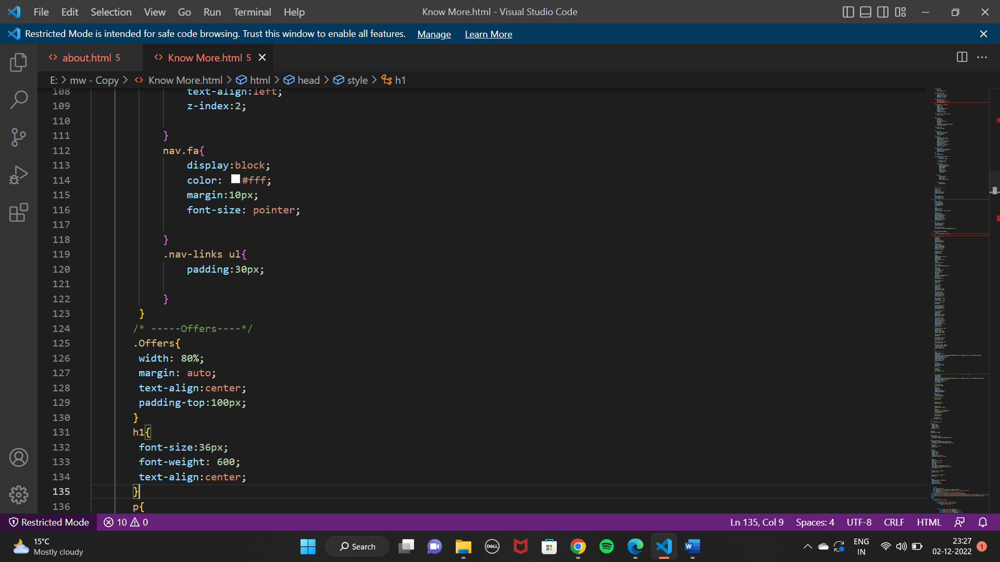 File Edit Selection View Go Run Terminal Help Know More.html - Visual Studio Code
Restricted Mode is intended for safe code browsing. Trust this window to enable all features. Manage Learn More
about.html 5 Know More.html 5
E: > mw - Copy > Know More.html > html > head > style > h1
108 text-align:left;
109 z-index:2;
110
111 }
112 nav.fa{
113 display:block;
114 color: #fff;
115 margin:10px;
116 font-size: pointer;
117
118 }
119 .nav-links ul{
120 padding:30px;
121
122 }
123 }
124 /* -----Offers----*/
125 .Offers{
126 width: 80%;
127 margin: auto;
128 text-align:center;
129 padding-top:100px;
130 }
131 h1{
132 font-size:36px;
133 font-weight: 600;
134 text-align:center;
135 }
136 p{
Restricted Mode 10 0 Ln 135, Col 9 Spaces: 4 UTF-8 CRLF HTML
15°C
Mostly cloudy
Search
DELL
W
ENG
IN
23:27
02-12-2022
1